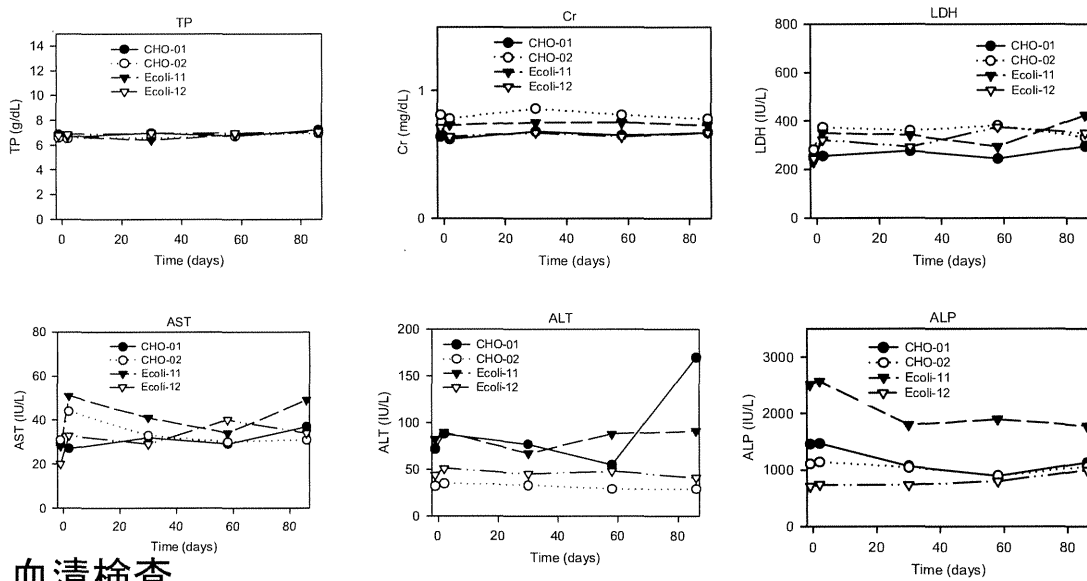 TP
TP (g/dL)
14
12
10
8
6
4
2
0
CHO-01
CHO-02
Ecoli-11
Ecoli-12
0 20 40 60 80
Time (days)
Cr
Cr (mg/dL)
1
0
CHO-01
CHO-02
Ecoli-11
Ecoli-12
0 20 40 60 80
Time (days)
LDH
LDH (IU/L)
800
600
400
200
0
CHO-01
CHO-02
Ecoli-11
Ecoli-12
0 20 40 60 80
Time (days)
AST
AST (IU/L)
80
60
40
20
0
CHO-01
CHO-02
Ecoli-11
Ecoli-12
0 20 40 60 80
Time (days)
ALT
ALT (IU/L)
200
150
100
50
0
CHO-01
CHO-02
Ecoli-11
Ecoli-12
0 20 40 60 80
Time (days)
ALP
ALP (IU/L)
3000
2000
1000
0
CHO-01
CHO-02
Ecoli-11
Ecoli-12
0 20 40 60 80
Time (days)
血清検査